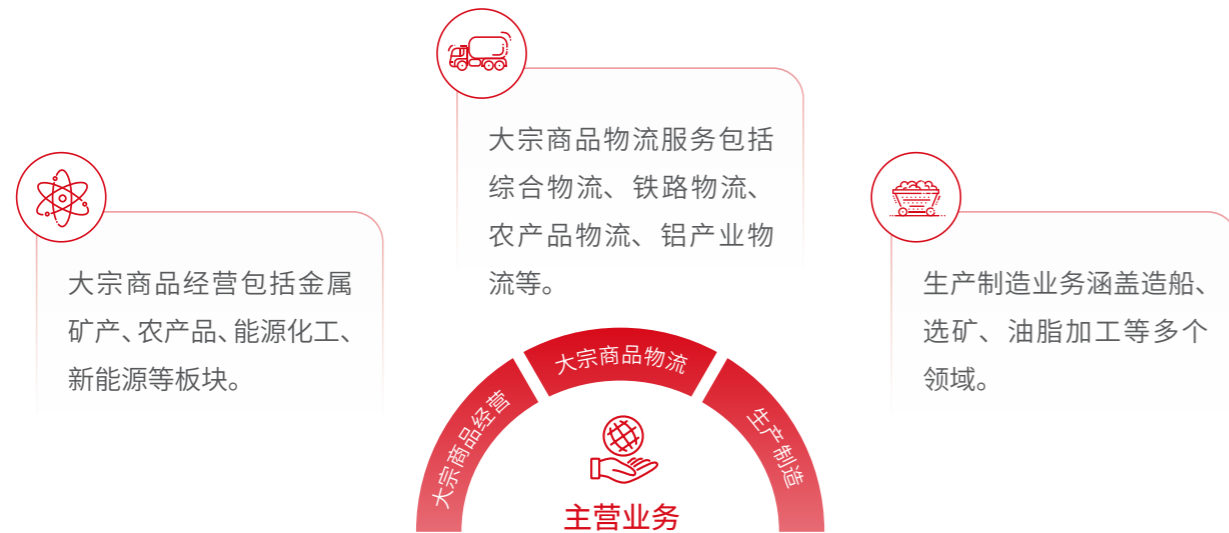 大宗商品经营包括金属
矿产、农产品、能源化工、
新能源等板块。
大宗商品物流服务包括
综合物流、铁路物流、
农产品物流、铝产业物
流等。
生产制造业务涵盖造船、
选矿、油脂加工等多个
领域。
大宗商品经营
大宗商品物流
生产制造
主营业务